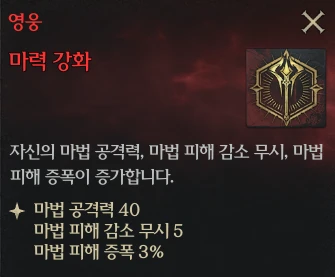 영웅
마력 강화
자신의 마법 공격력, 마법 피해 감소 무시, 마법
피해 증폭이 증가합니다.
마법 공격력 40
마법 피해 감소 무시 5
마법 피해 증폭 3%